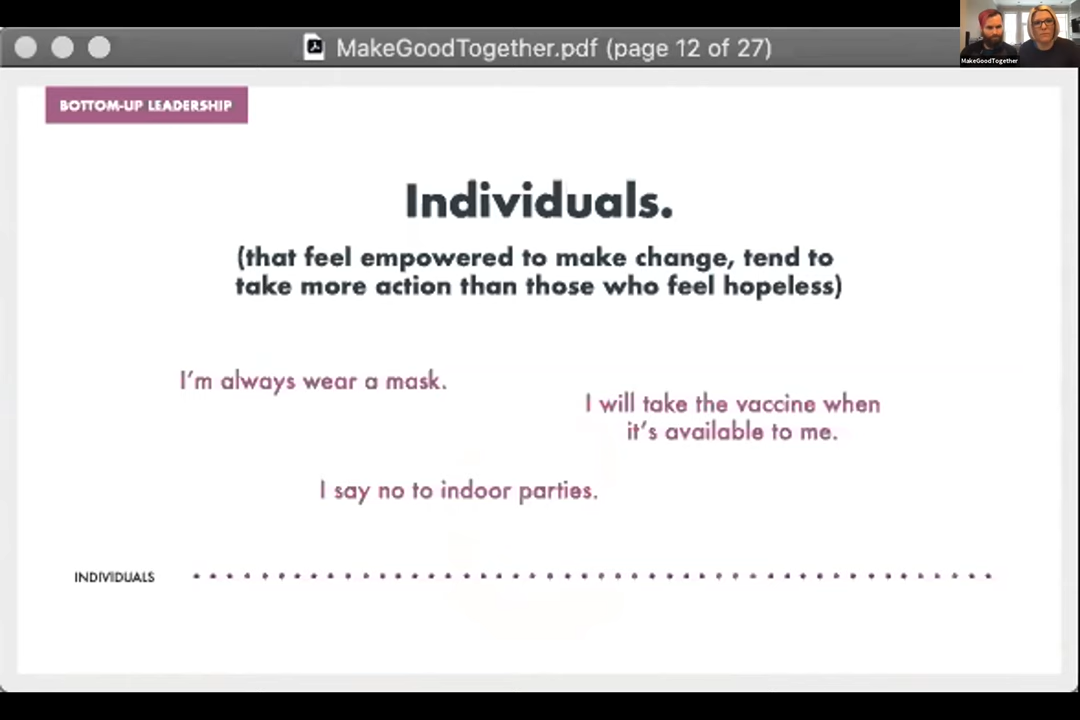 MakeGoodTogether.pdf (page 12 of 27)
MakeGoodTogether
BOTTOM-UP LEADERSHIP
Individuals.
(that feel empowered to make change, tend to
take more action than those who feel hopeless)
I'm always wear a mask.
I will take the vaccine when
it's available to me.
I say no to indoor parties.
INDIVIDUALS